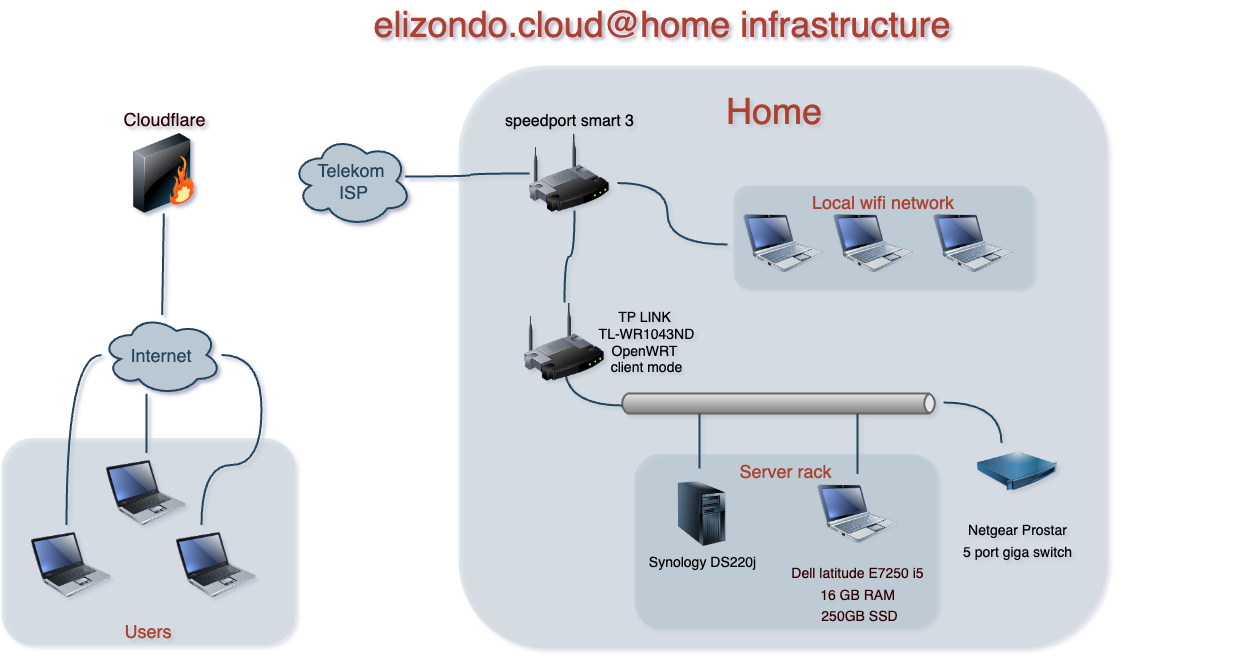 elizondo.cloud@home infrastructure
Home
Cloudflare
speedport smart 3
Telekom
ISP
Local wifi network
TP LINK
TL-WR1043ND
OpenWRT
client mode
Internet
Server rack
Synology DS220j
Netgear Prostar
5 port giga switch
Dell latitude E7250 i5
16 GB RAM
250GB SSD
Users